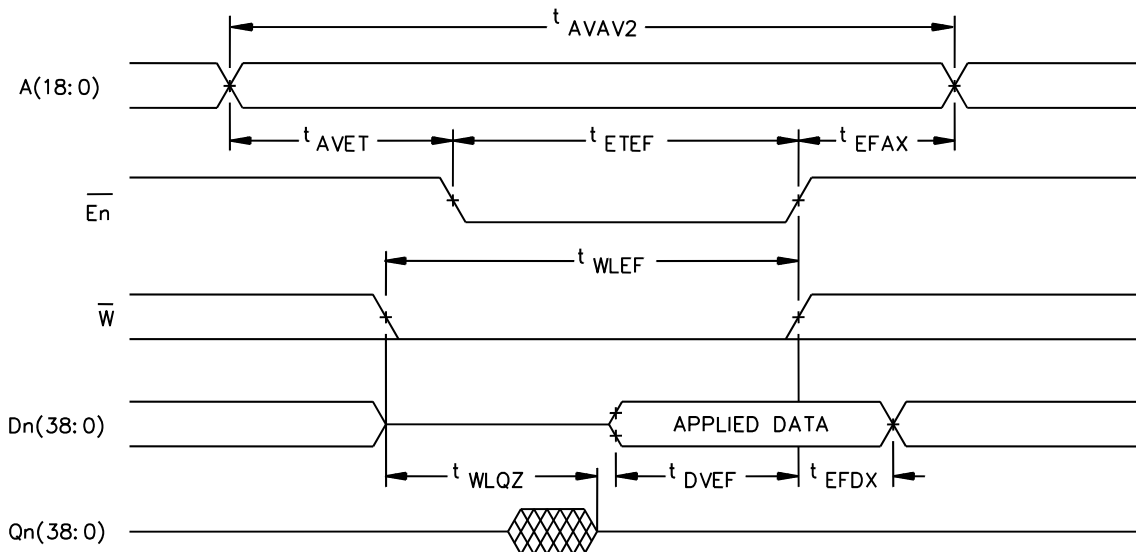 t AVAV2
A(18:0)
t AVET
t ETEF
t EFAX
En
t WLEF
W
Dn(38:0)
APPLIED DATA
t WLQZ
t DVEF
t EFDX
Qn(38:0)